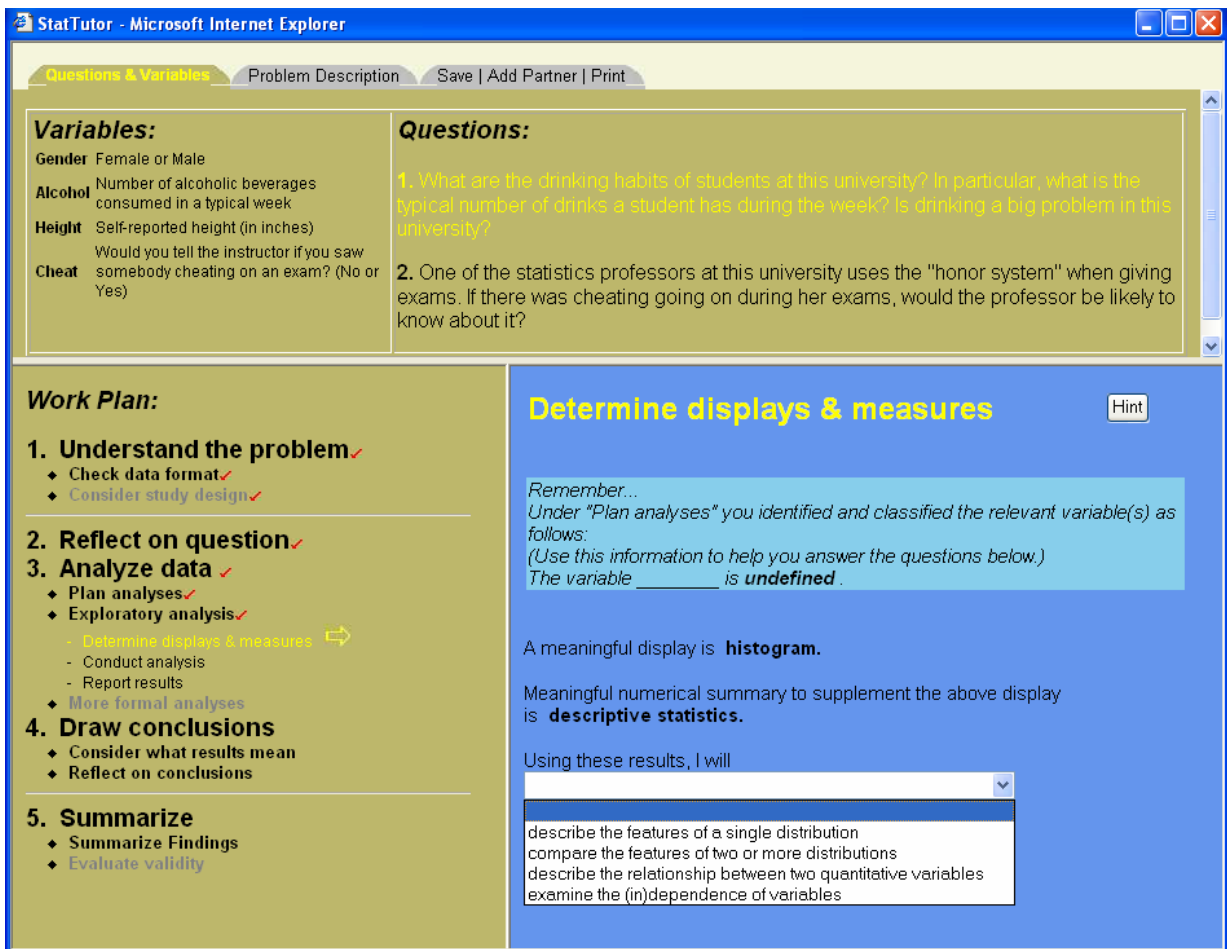 StatTutor - Microsoft Internet Explorer
Questions & Variables
Problem Description
Save | Add Partner | Print
Variables:
Gender Female or Male
Alcohol Number of alcoholic beverages
consumed in a typical week
Height Self-reported height (in inches)
Cheat Would you tell the instructor if you saw
somebody cheating on an exam? (No or
Yes)
Questions:
1. What are the drinking habits of students at this university? In particular, what is the
typical number of drinks a student has during the week? Is drinking a big problem in this
university?
2. One of the statistics professors at this university uses the "honor system" when giving
exams. If there was cheating going on during her exams, would the professor be likely to
know about it?
Work Plan:
1. Understand the problem
Check data format
Consider study design
2. Reflect on question
3. Analyze data
Plan analyses
Exploratory analysis
- Determine displays & measures
- Conduct analysis
- Report results
More formal analyses
4. Draw conclusions
Consider what results mean
Reflect on conclusions
5. Summarize
Summarize Findings
Evaluate validity
Determine displays & measures
Hint
Remember...
Under "Plan analyses" you identified and classified the relevant variable(s) as
follows:
(Use this information to help you answer the questions below.)
The variable ________ is undefined .
A meaningful display is histogram.
Meaningful numerical summary to supplement the above display
is descriptive statistics.
Using these results, I will
describe the features of a single distribution
compare the features of two or more distributions
describe the relationship between two quantitative variables
examine the (in)dependence of variables